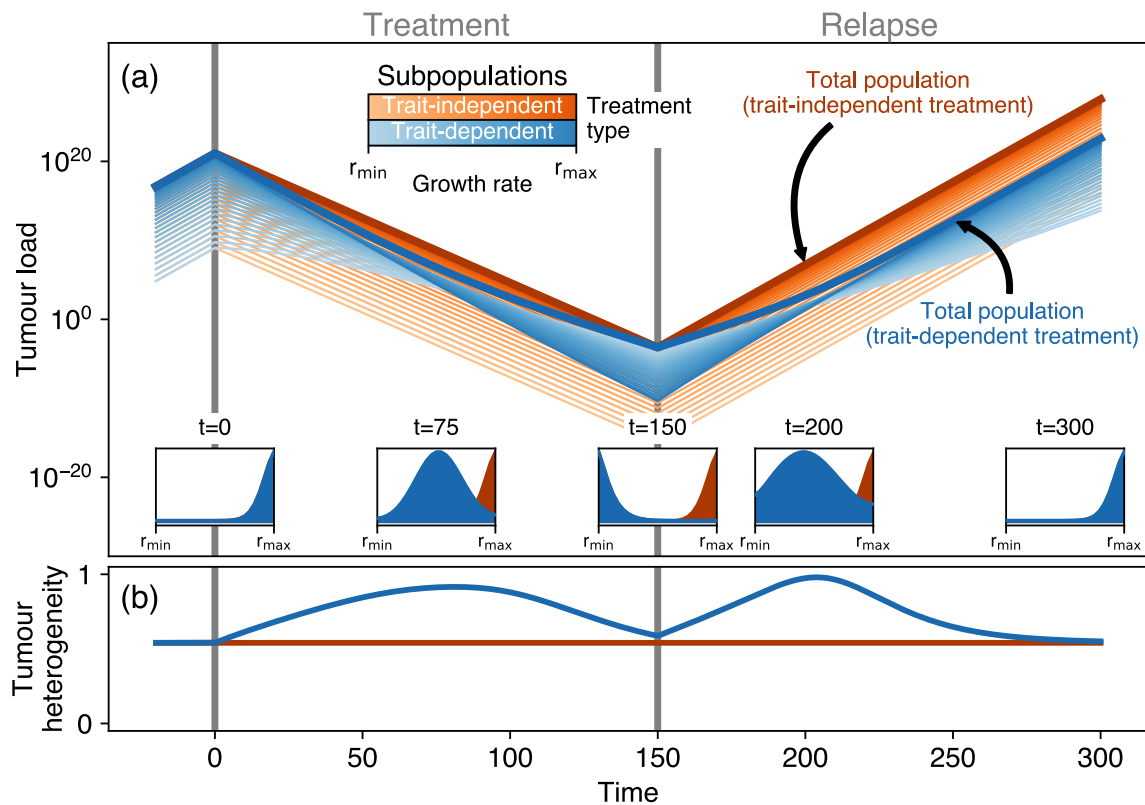 Treatment
Relapse
(a)
Subpopulations
Trait-independent
Trait-dependent
Treatment
type
r_min
r_max
Growth rate
Total population
(trait-independent treatment)
Total population
(trait-dependent treatment)
Tumour load
10^20
10^0
10^−20
t=0
t=75
t=150
t=200
t=300
r_min
r_max
r_min
r_max
r_min
r_max
r_min
r_max
r_min
r_max
(b)
Tumour
heterogeneity
1
0
0
50
100
150
200
250
300
Time